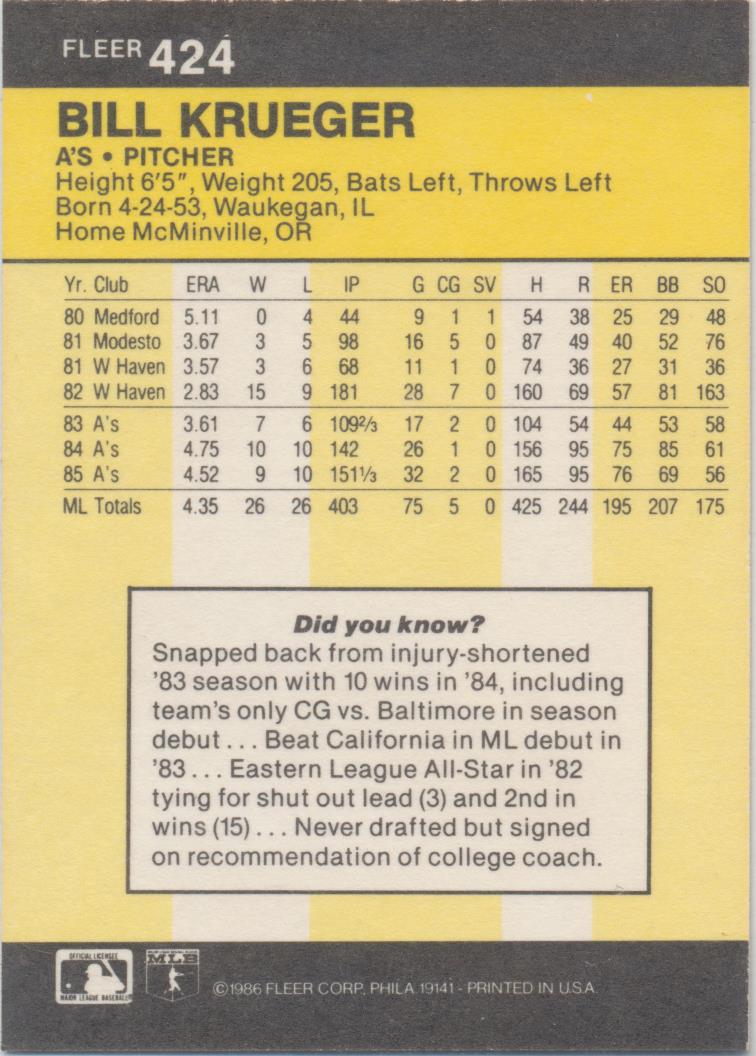 FLEER 424
BILL KRUEGER
A'S • PITCHER
Height 6'5", Weight 205, Bats Left, Throws Left
Born 4-24-53, Waukegan, IL
Home McMinville, OR
Yr. Club ERA W L IP G CG SV H R ER BB SO
80 Medford 5.11 0 4 44 9 1 1 54 38 25 29 48
81 Modesto 3.67 3 5 98 16 5 0 87 49 40 52 76
81 W Haven 3.57 3 6 68 11 1 0 74 36 27 31 36
82 W Haven 2.83 15 9 181 28 7 0 160 69 57 81 163
83 A's 3.61 7 6 109⅔ 17 2 0 104 54 44 53 58
84 A's 4.75 10 10 142 26 1 0 156 95 75 85 61
85 A's 4.52 9 10 151⅓ 32 2 0 165 95 76 69 56
ML Totals 4.35 26 26 403 75 5 0 425 244 195 207 175
Did you know?
Snapped back from injury-shortened
'83 season with 10 wins in '84, including
team's only CG vs. Baltimore in season
debut... Beat California in ML debut in
'83... Eastern League All-Star in '82
tying for shut out lead (3) and 2nd in
wins (15)... Never drafted but signed
on recommendation of college coach.
OFFICIAL LICENSEE
MAJOR LEAGUE BASEBALL
MLB
©1986 FLEER CORP., PHILA. 19141 - PRINTED IN U.S.A.